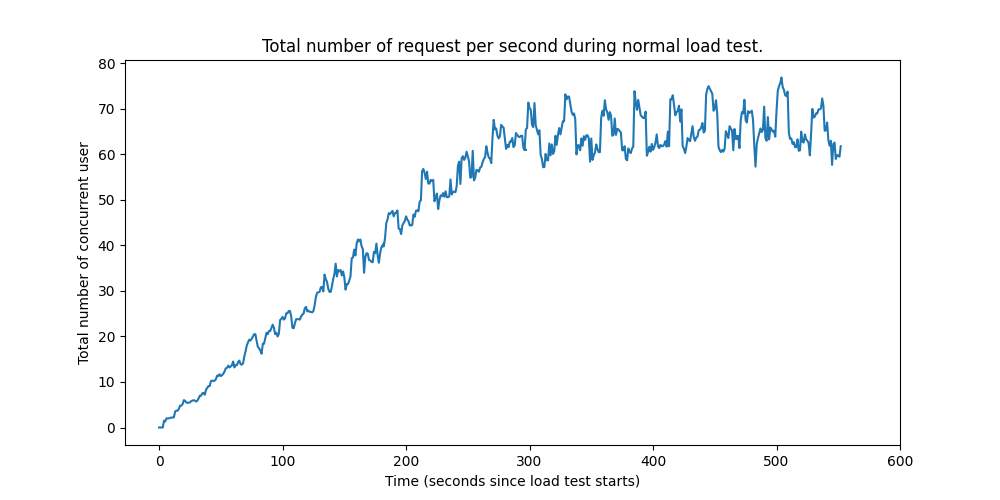 Total number of request per second during normal load test.
Total number of concurrent user
80
70
60
50
40
30
20
10
0
0 100 200 300 400 500 600
Time (seconds since load test starts)